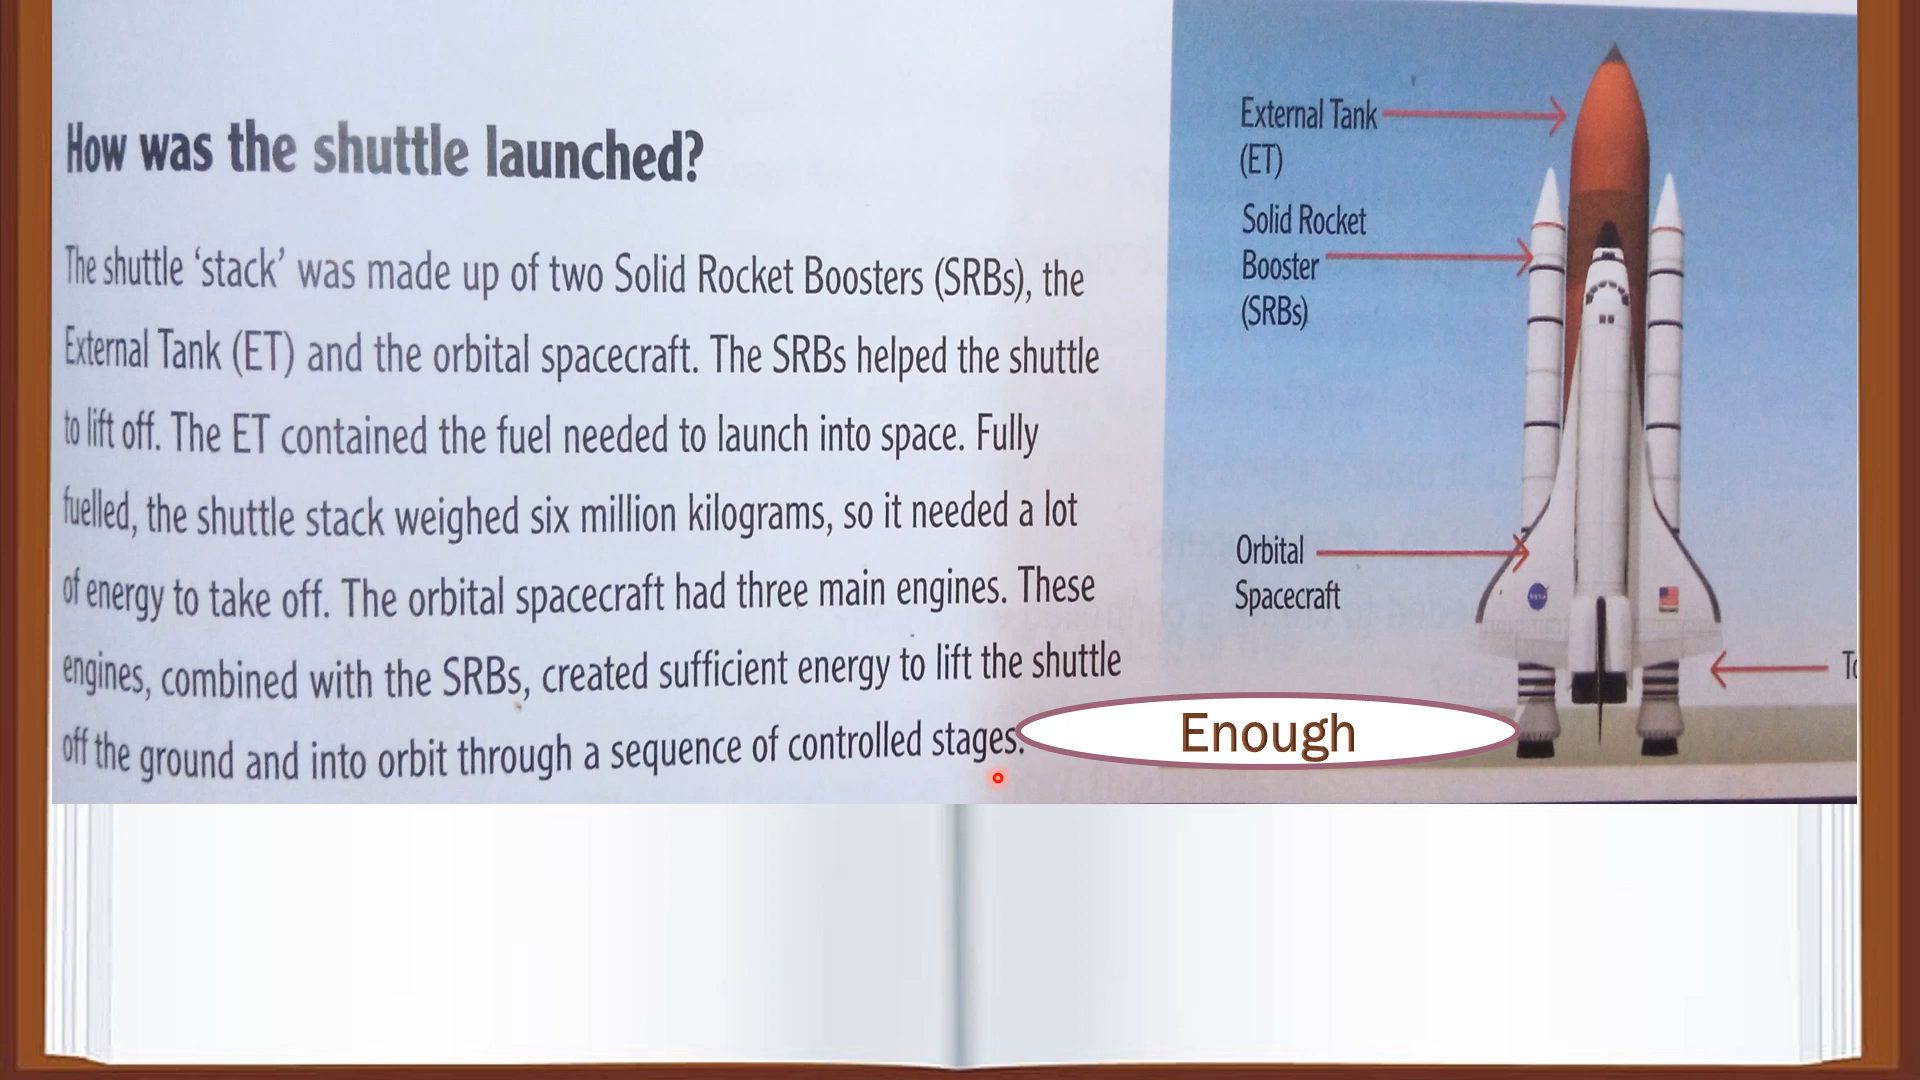 How was the shuttle launched?
The shuttle ‘stack’ was made up of two Solid Rocket Boosters (SRBs), the
External Tank (ET) and the orbital spacecraft. The SRBs helped the shuttle
to lift off. The ET contained the fuel needed to launch into space. Fully
fuelled, the shuttle stack weighed six million kilograms, so it needed a lot
of energy to take off. The orbital spacecraft had three main engines. These
engines, combined with the SRBs, created sufficient energy to lift the shuttle
off the ground and into orbit through a sequence of controlled stages.
Enough
External Tank
(ET)
Solid Rocket
Booster
(SRBs)
Orbital
Spacecraft